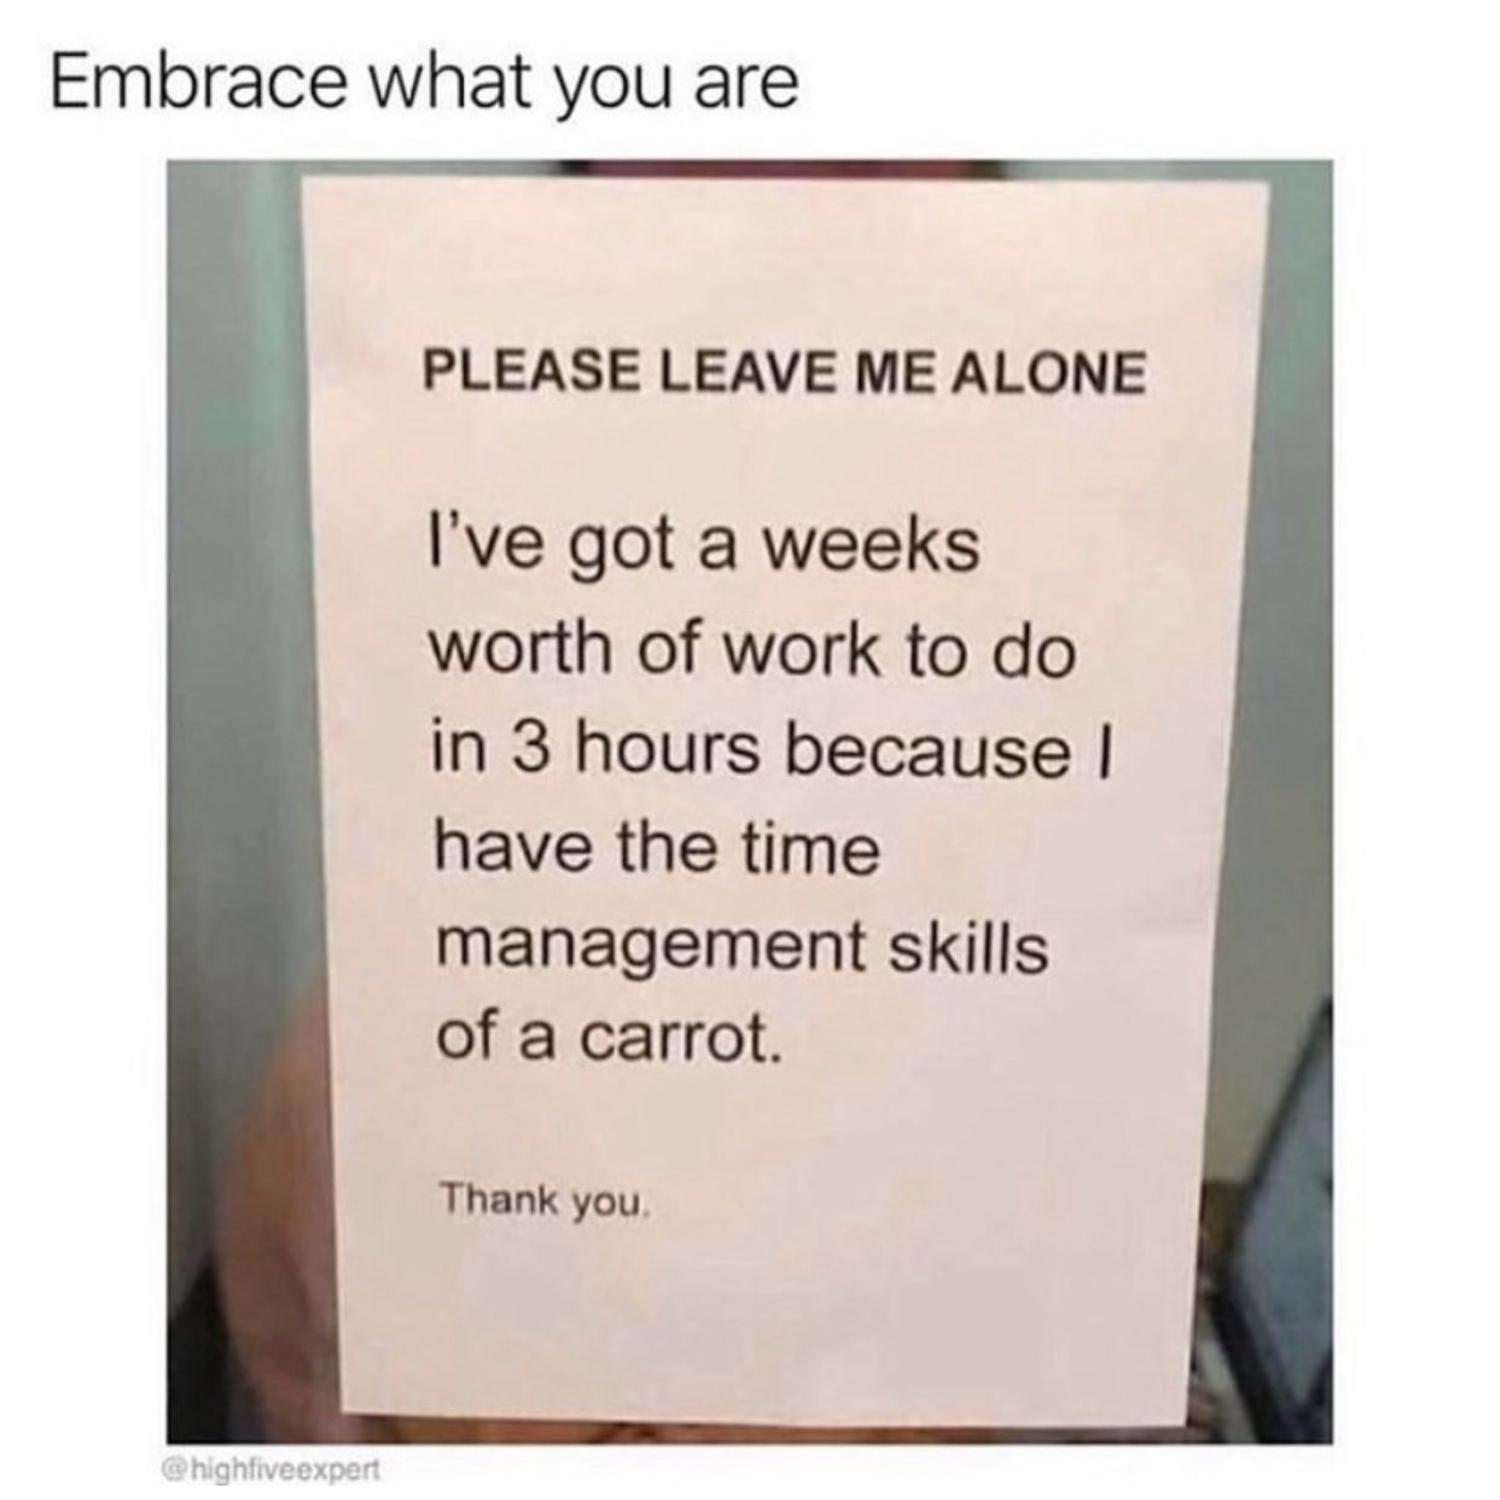 Embrace what you are
PLEASE LEAVE ME ALONE
I've got a weeks
worth of work to do
in 3 hours because I
have the time
management skills
of a carrot.
Thank you.
@highfiveexpert